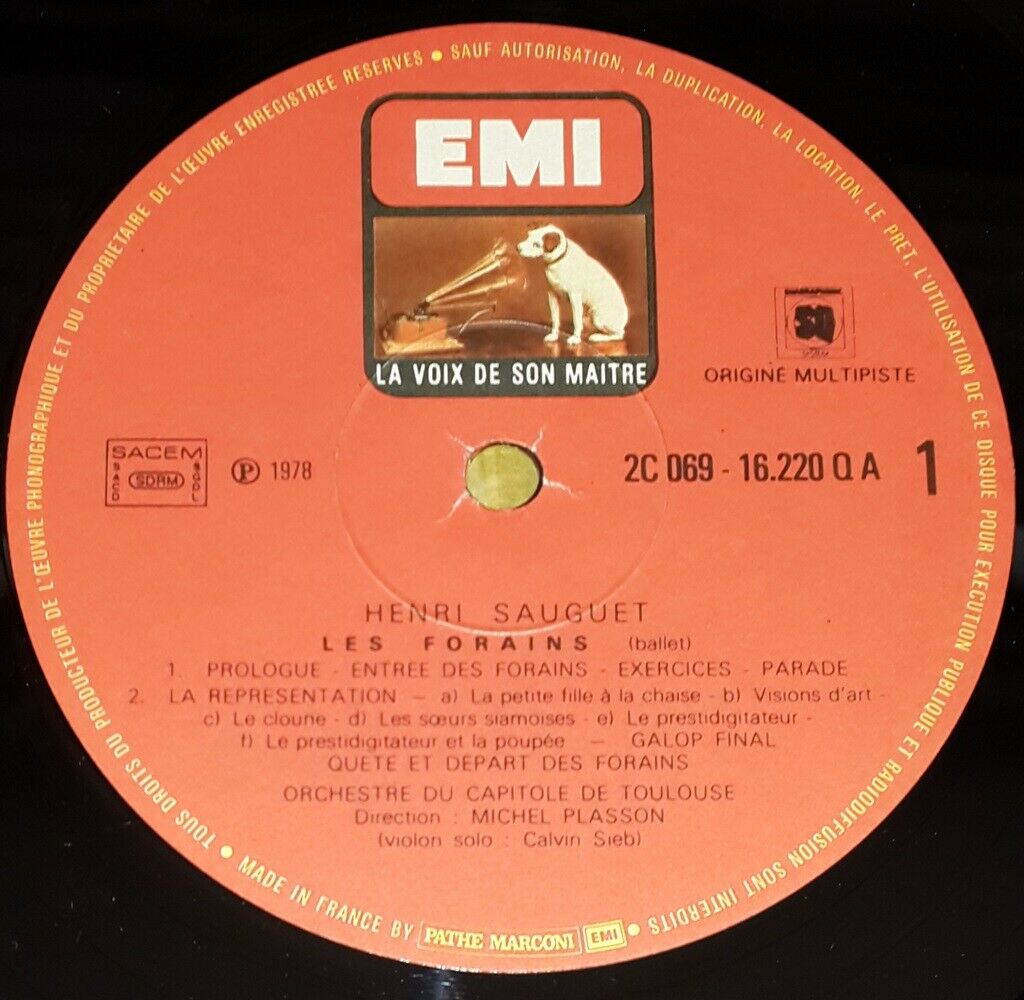 TOUS DROITS DU PRODUCTEUR DE L'ŒUVRE PHONOGRAPHIQUE ET DU PROPRIETAIRE DE L'ŒUVRE ENREGISTREE RESERVES • SAUF AUTORISATION, LA DUPLICATION, LA LOCATION, LE PRET, L'UTILISATION DE CE DISQUE POUR EXECUTION PUBLIQUE ET RADIODIFFUSION SONT INTERDITS •
EMI
LA VOIX DE SON MAITRE
SQ
ORIGINE MULTIPISTE
SACEM
SACD SDRM SGDL
Ⓟ 1978
2C 069 - 16.220 Q A 1
HENRI SAUGUET
LES FORAINS (ballet)
1. PROLOGUE - ENTREE DES FORAINS - EXERCICES - PARADE
2. LA REPRESENTATION - a) La petite fille à la chaise - b) Visions d'art -
c) Le cloune - d) Les sœurs siamoises - e) Le prestidigitateur -
f) Le prestidigitateur et la poupée - GALOP FINAL
QUETE ET DEPART DES FORAINS
ORCHESTRE DU CAPITOLE DE TOULOUSE
Direction : MICHEL PLASSON
(violon solo : Calvin Sieb)
MADE IN FRANCE BY PATHE MARCONI EMI